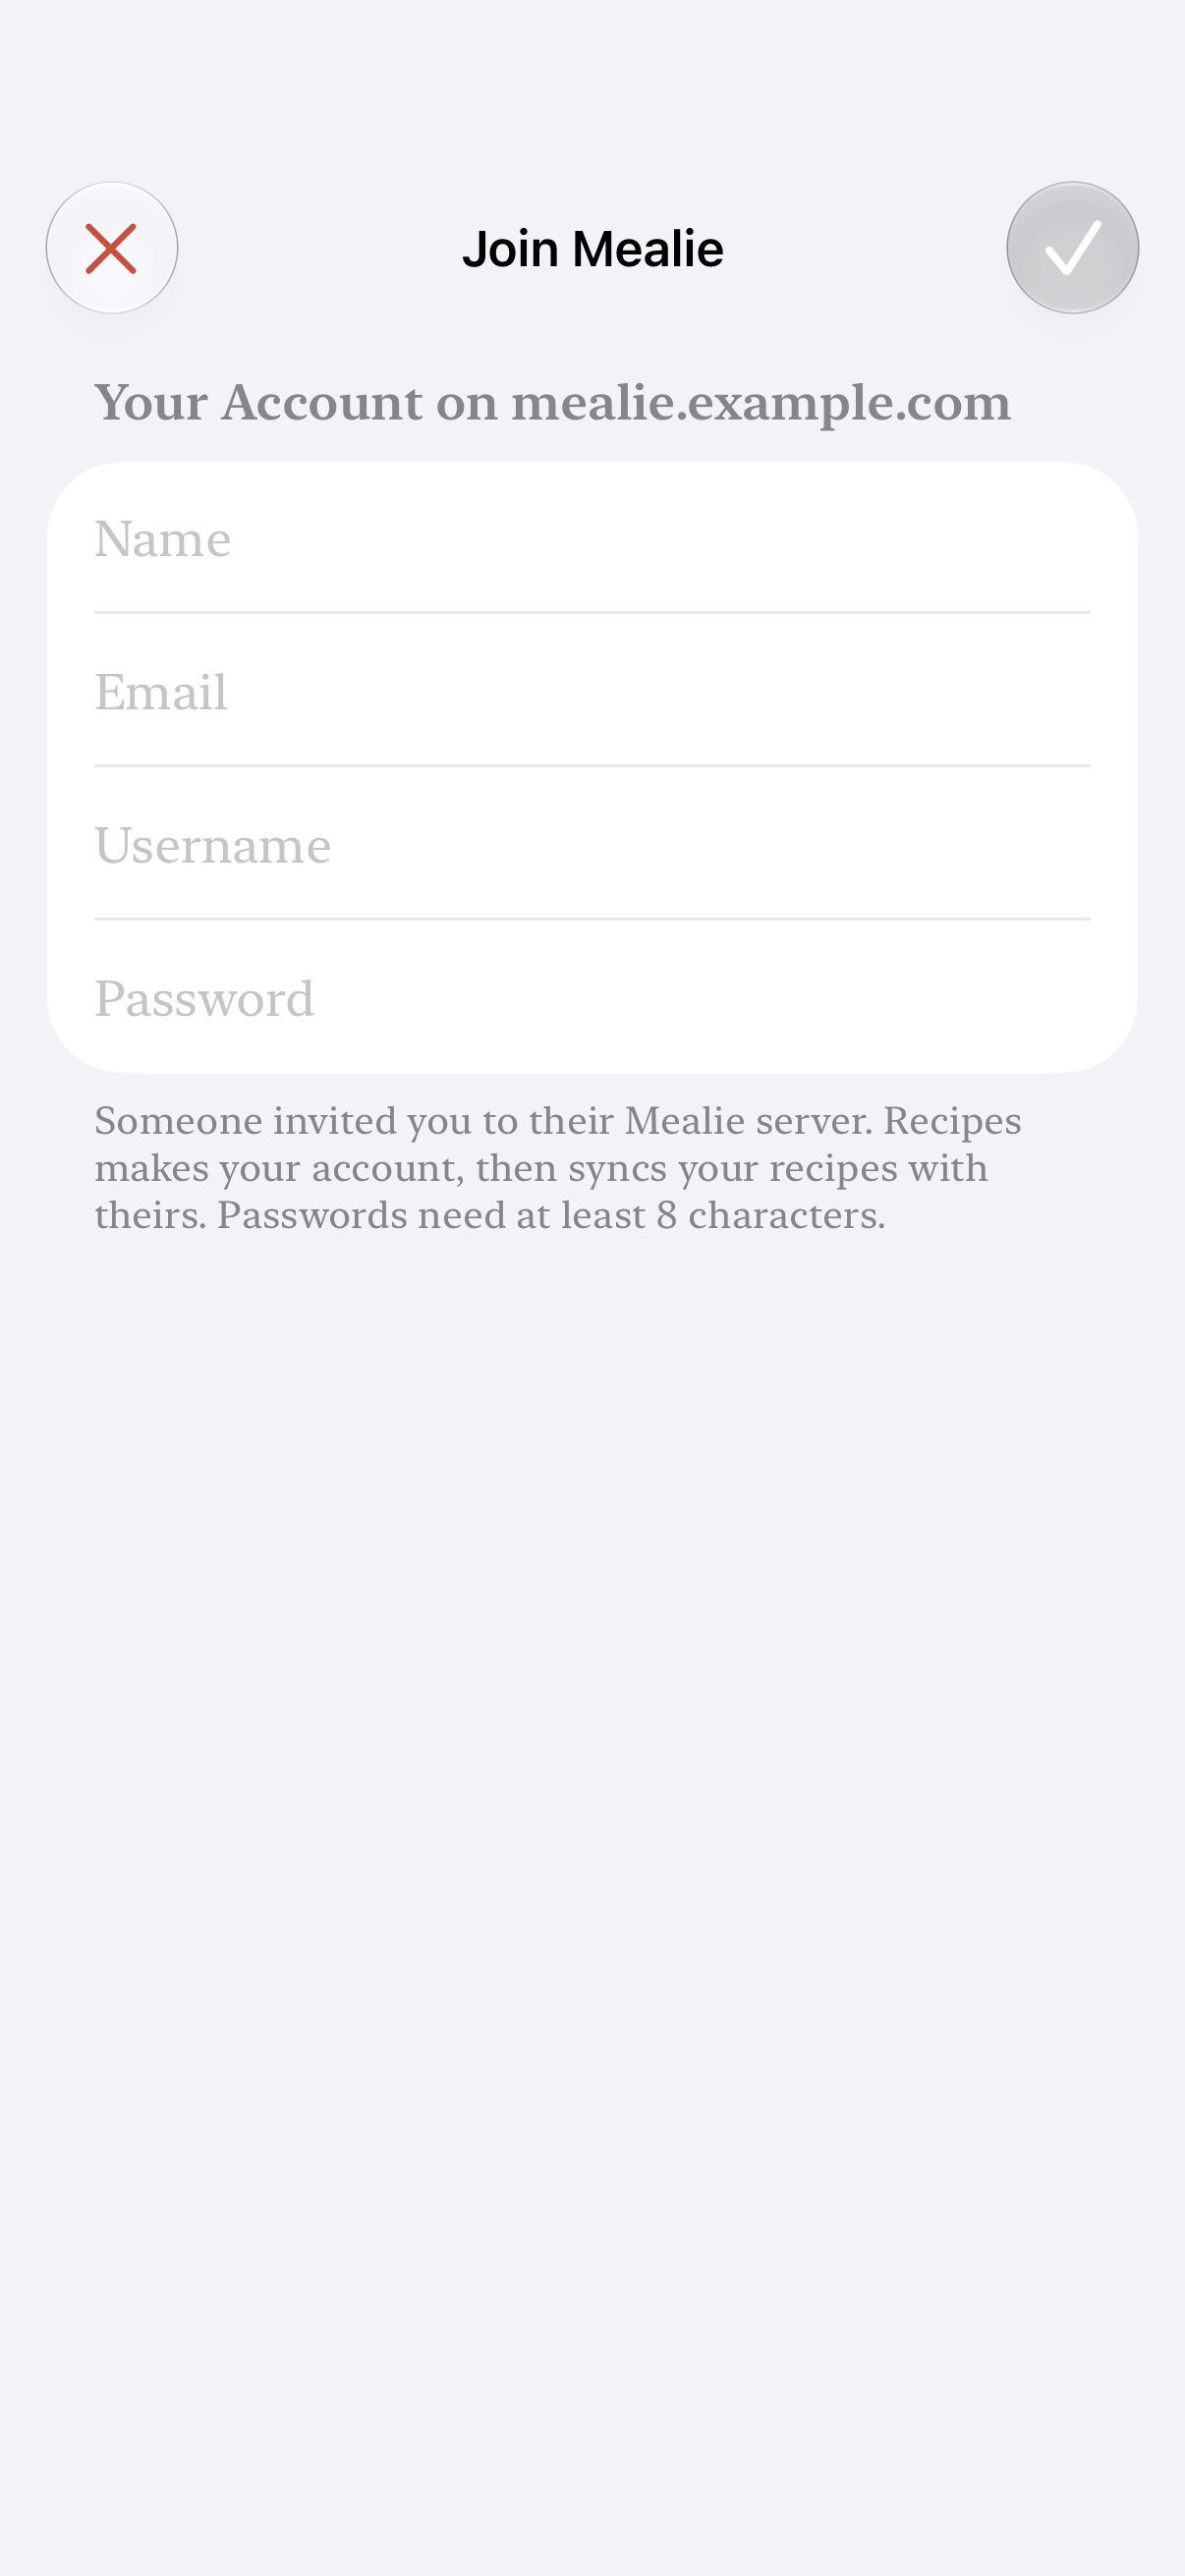 Join Mealie
Your Account on mealie.example.com
Name
Email
Username
Password
Someone invited you to their Mealie server. Recipes
makes your account, then syncs your recipes with
theirs. Passwords need at least 8 characters.